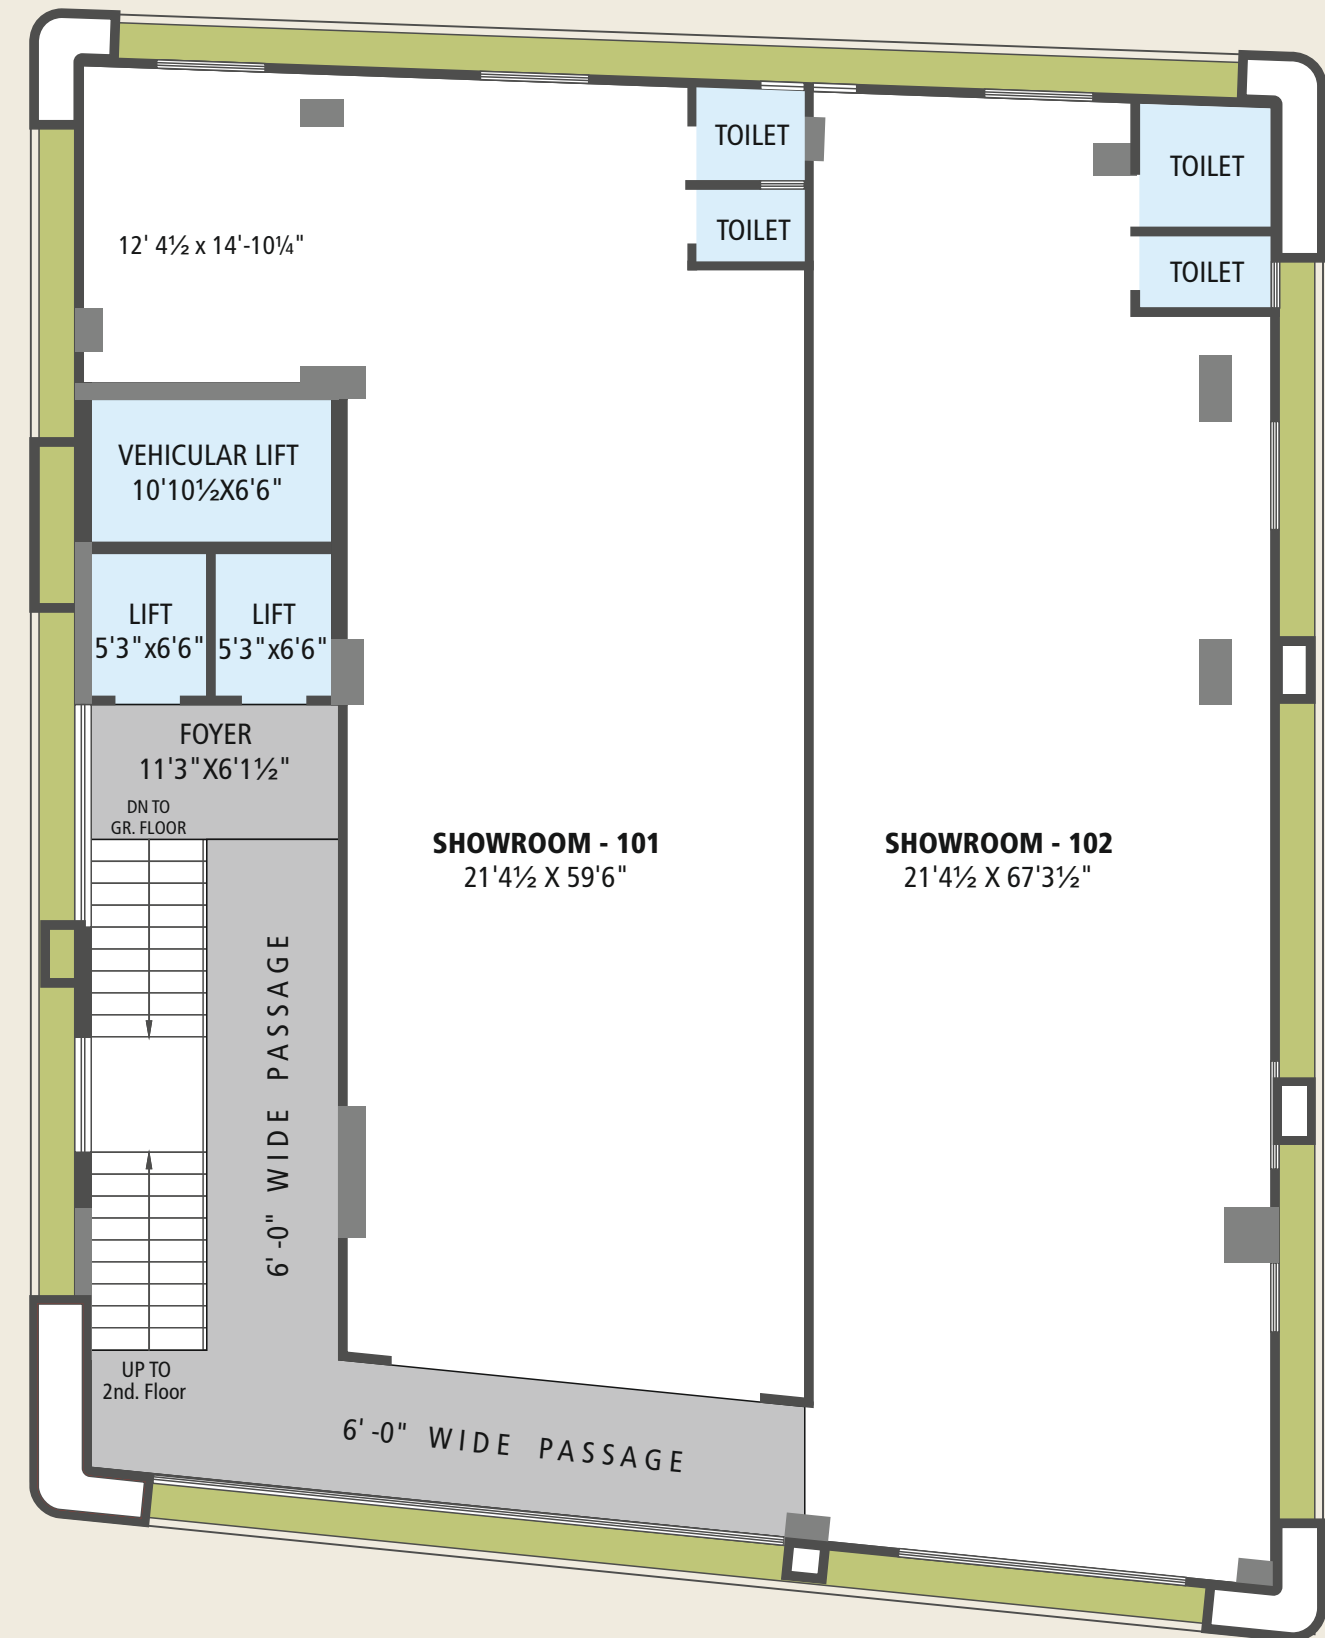 TOILET
TOILET
TOILET
TOILET
12' 4½ x 14'-10¼"
VEHICULAR LIFT
10'10½X6'6"
LIFT
5'3"x6'6"
LIFT
5'3"x6'6"
FOYER
11'3"X6'1½"
DN TO
GR. FLOOR
SHOWROOM - 101
21'4½ X 59'6"
SHOWROOM - 102
21'4½ X 67'3½"
6'-0" WIDE PASSAGE
UP TO
2nd. Floor
6'-0" WIDE PASSAGE